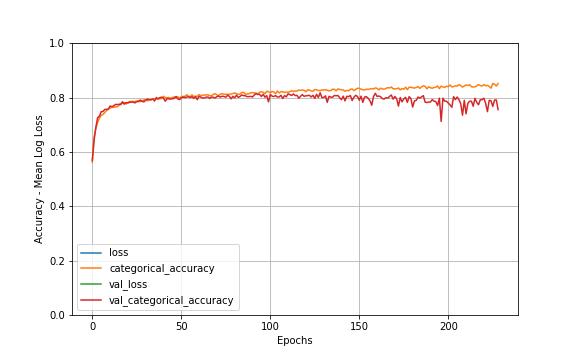 1.0
0.8
0.6
0.4
0.2
0.0
Accuracy - Mean Log Loss
loss
categorical_accuracy
val_loss
val_categorical_accuracy
0 50 100 150 200
Epochs